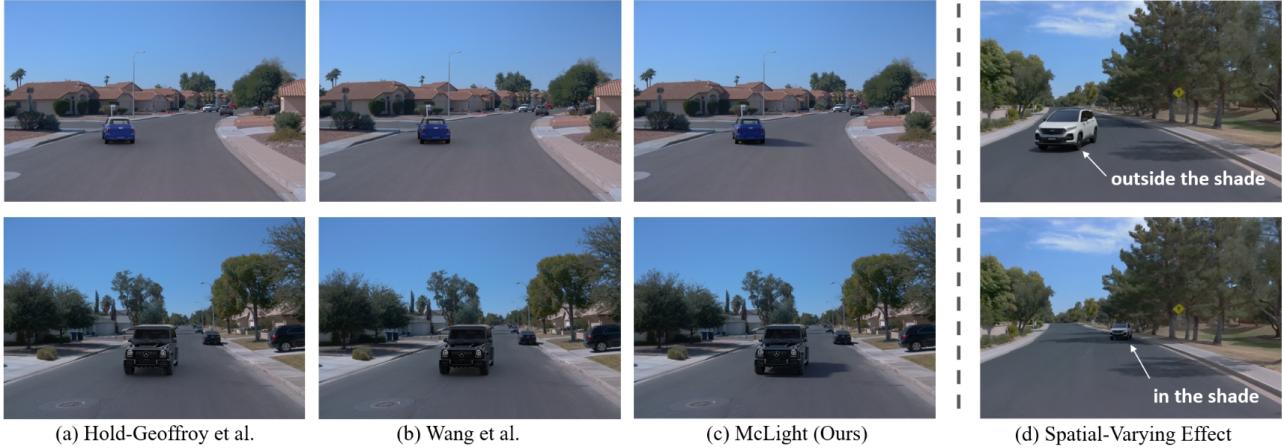 outside the shade
in the shade
(a) Hold-Geoffroy et al.
(b) Wang et al.
(c) McLight (Ours)
(d) Spatial-Varying Effect